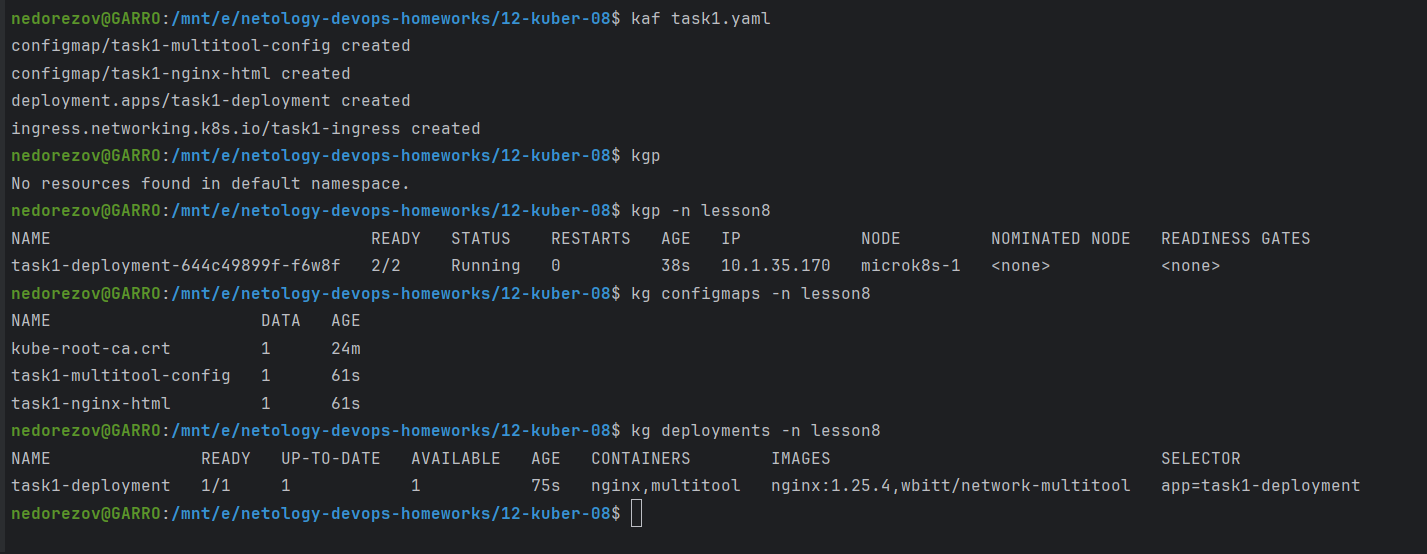 nedorezov@GARRO:/mnt/e/netology-devops-homeworks/12-kuber-08$ kaf task1.yaml
configmap/task1-multitool-config created
configmap/task1-nginx-html created
deployment.apps/task1-deployment created
ingress.networking.k8s.io/task1-ingress created
nedorezov@GARRO:/mnt/e/netology-devops-homeworks/12-kuber-08$ kgp
No resources found in default namespace.
nedorezov@GARRO:/mnt/e/netology-devops-homeworks/12-kuber-08$ kgp -n lesson8
NAME                                READY   STATUS    RESTARTS   AGE   IP            NODE         NOMINATED NODE   READINESS GATES
task1-deployment-644c49899f-f6w8f   2/2     Running   0          38s   10.1.35.170   microk8s-1   <none>           <none>
nedorezov@GARRO:/mnt/e/netology-devops-homeworks/12-kuber-08$ kg configmaps -n lesson8
NAME                     DATA   AGE
kube-root-ca.crt         1      24m
task1-multitool-config   1      61s
task1-nginx-html         1      61s
nedorezov@GARRO:/mnt/e/netology-devops-homeworks/12-kuber-08$ kg deployments -n lesson8
NAME               READY   UP-TO-DATE   AVAILABLE   AGE   CONTAINERS        IMAGES                                 SELECTOR
task1-deployment   1/1     1            1           75s   nginx,multitool   nginx:1.25.4,wbitt/network-multitool   app=task1-deployment
nedorezov@GARRO:/mnt/e/netology-devops-homeworks/12-kuber-08$